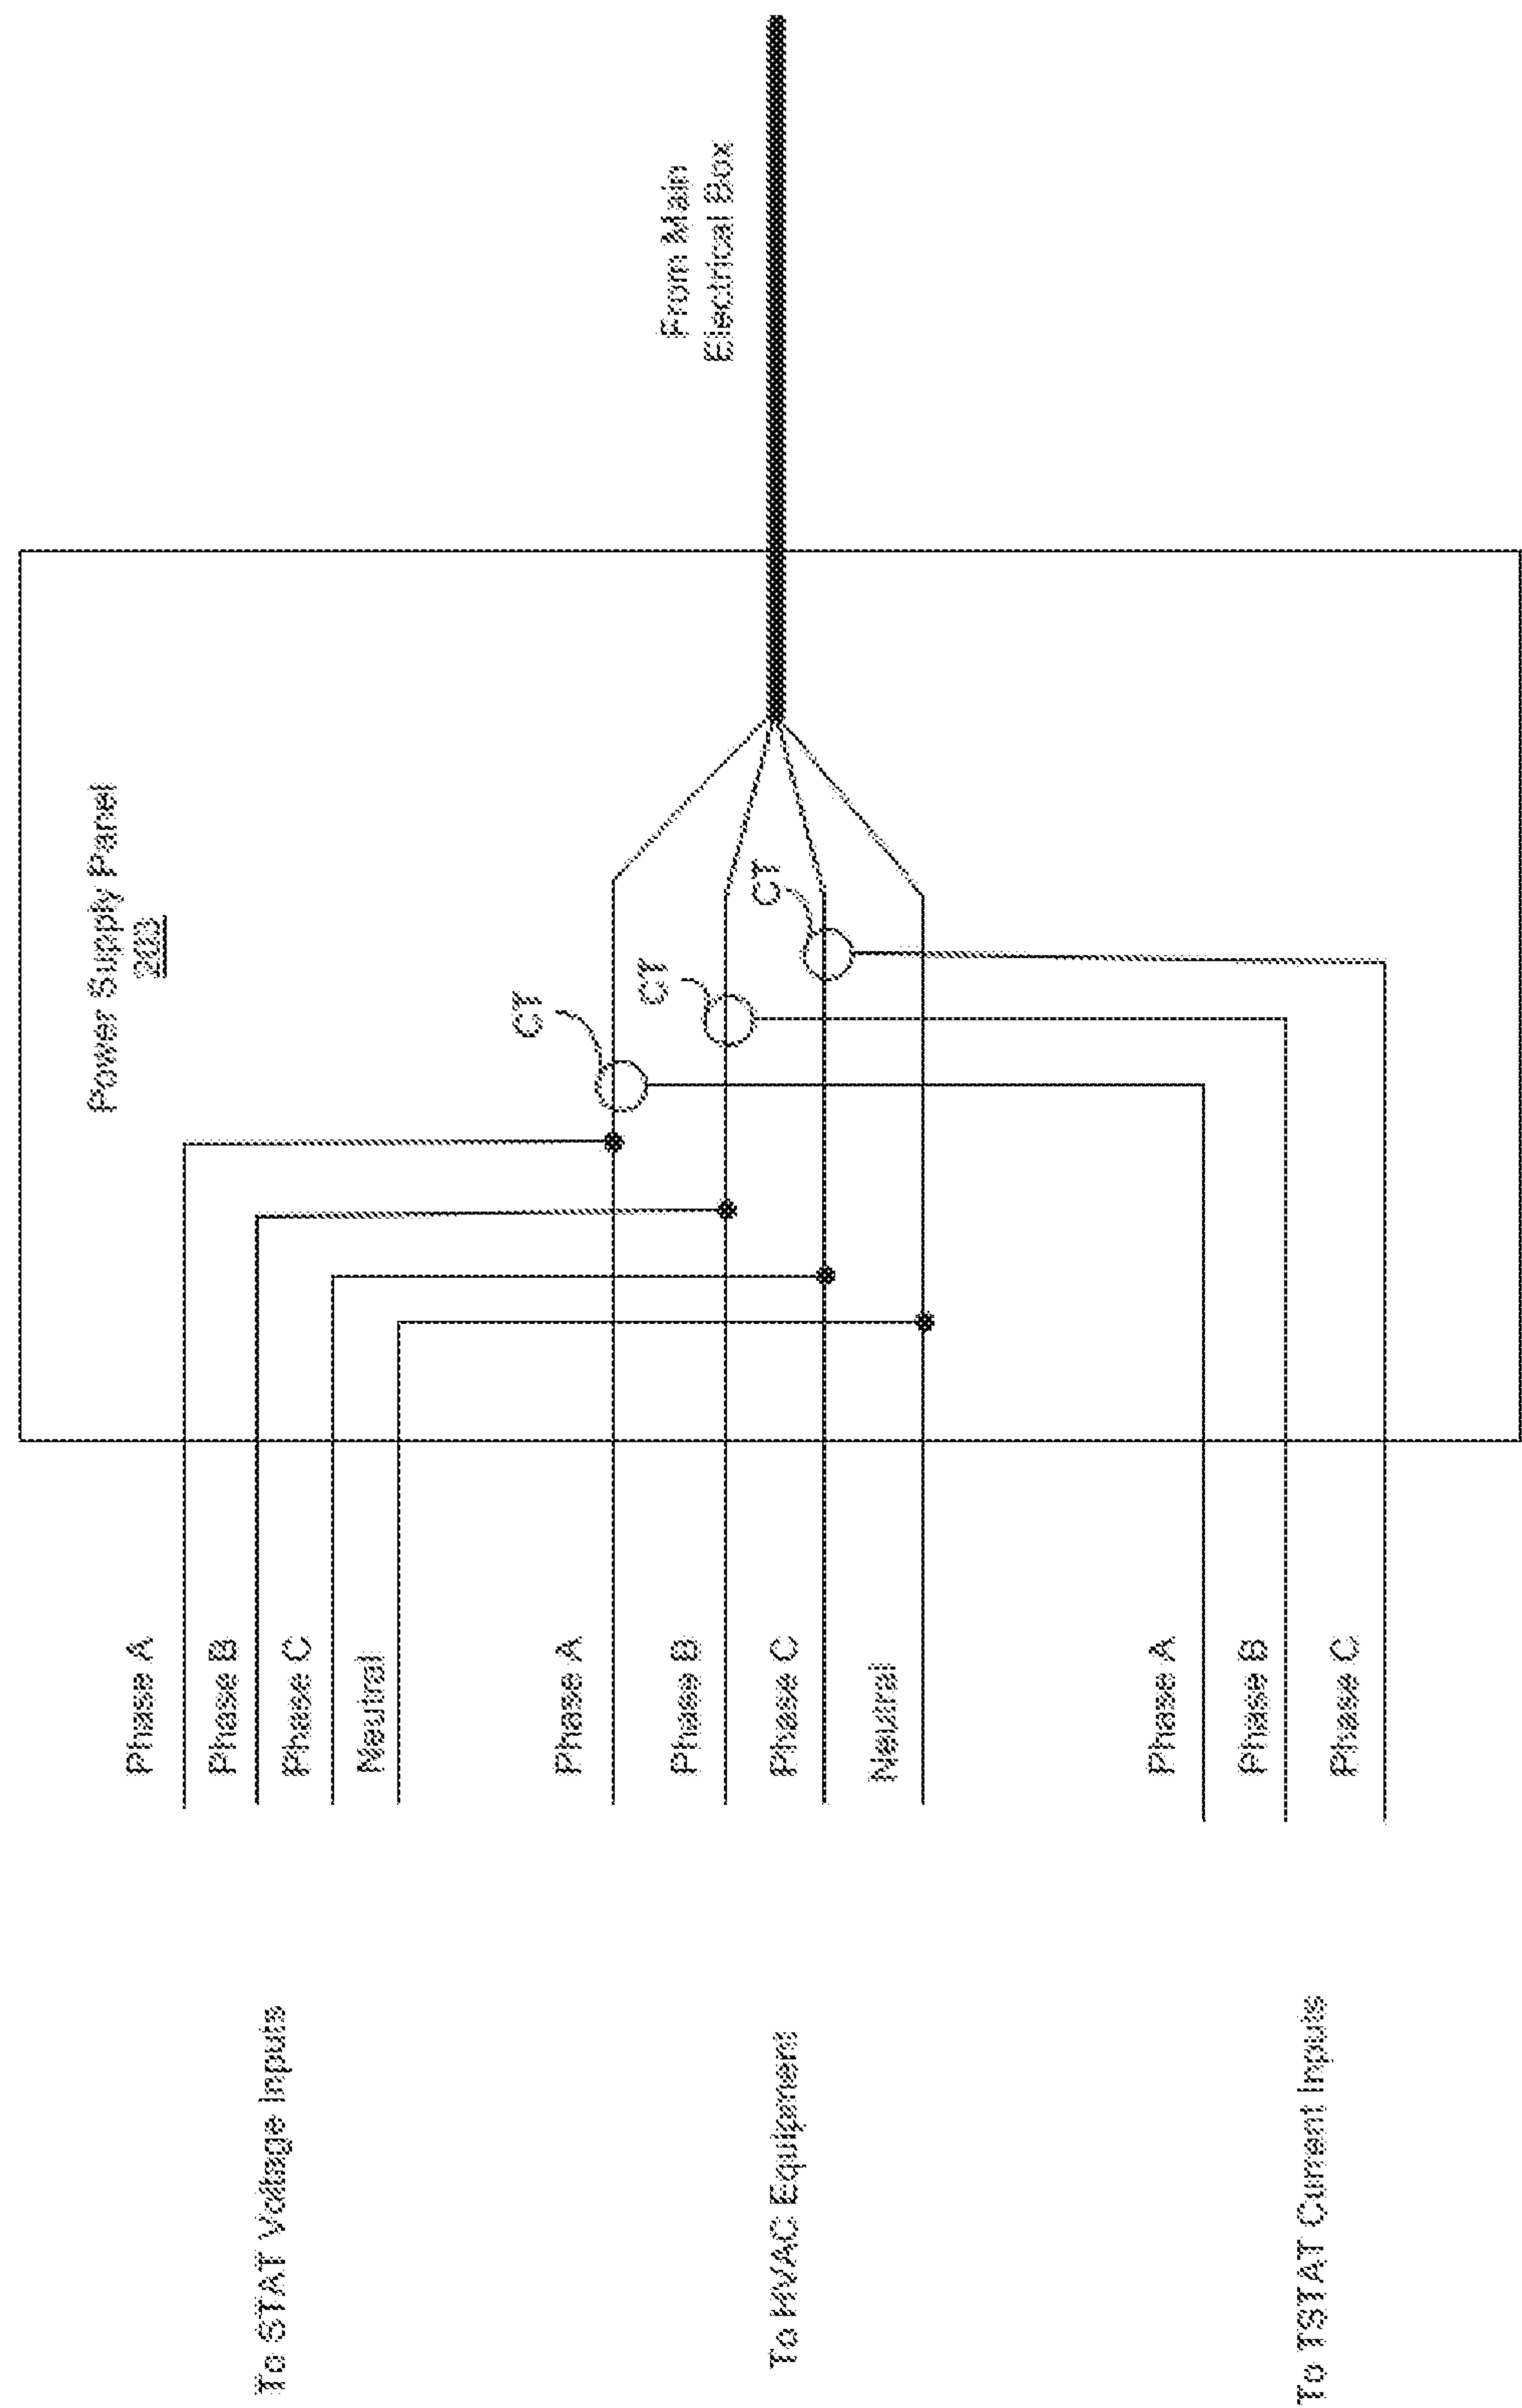 Power Supply Panel
203
From Main
Electrical Box
CT
CT
CT
Phase A
Phase B
Phase C
Neutral
To STAT Voltage Inputs
Phase A
Phase B
Phase C
Neutral
To HVAC Equipment
Phase A
Phase B
Phase C
To TSTAT Current Inputs